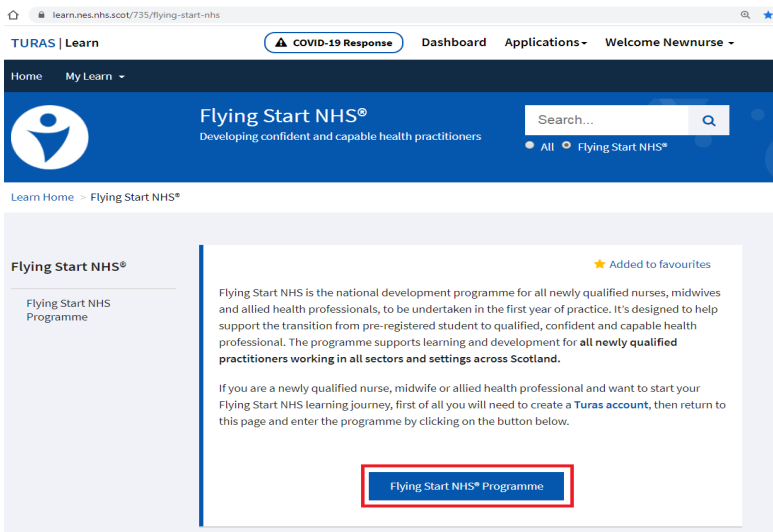 learn.nes.nhs.scot/735/flying-start-nhs
TURAS | Learn
COVID-19 Response
Dashboard
Applications
Welcome Newnurse
Home
My Learn
Flying Start NHS®
Developing confident and capable health practitioners
Search...
All
Flying Start NHS®
Learn Home > Flying Start NHS®
Flying Start NHS®
Flying Start NHS
Programme
Added to favourites
Flying Start NHS is the national development programme for all newly qualified nurses, midwives
and allied health professionals, to be undertaken in the first year of practice. It's designed to help
support the transition from pre-registered student to qualified, confident and capable health
professional. The programme supports learning and development for all newly qualified
practitioners working in all sectors and settings across Scotland.
If you are a newly qualified nurse, midwife or allied health professional and want to start your
Flying Start NHS learning journey, first of all you will need to create a Turas account, then return to
this page and enter the programme by clicking on the button below.
Flying Start NHS® Programme